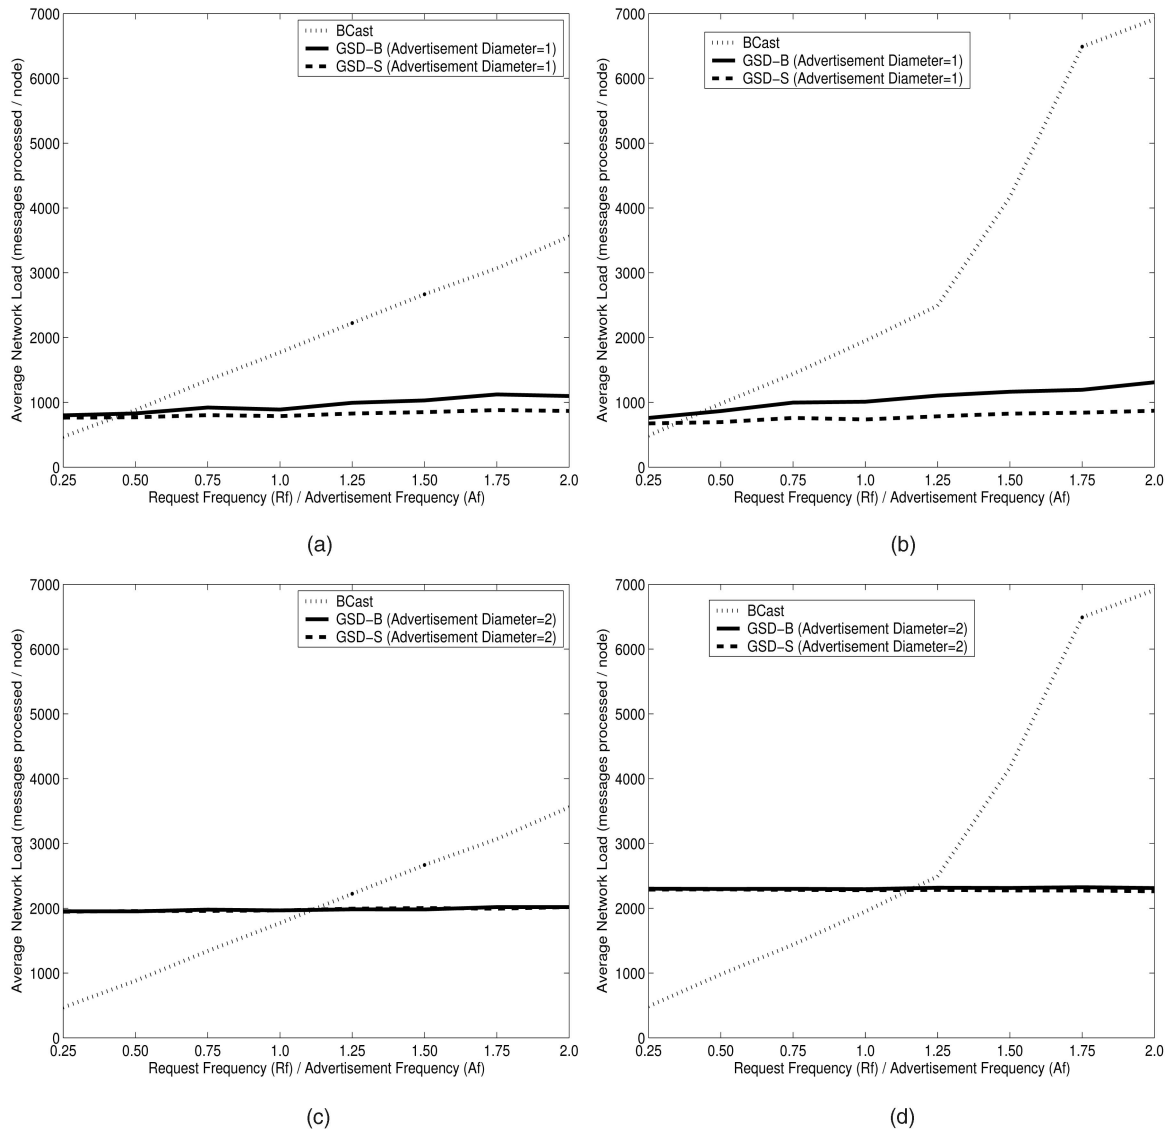 7000
6000
5000
4000
3000
2000
1000
0
Average Network Load (messages processed / node)
BCast
GSD−B (Advertisement Diameter=1)
GSD−S (Advertisement Diameter=1)
0.25 0.50 0.75 1.0 1.25 1.50 1.75 2.0
Request Frequency (Rf) / Advertisement Frequency (Af)
(a)
7000
6000
5000
4000
3000
2000
1000
0
Average Network Load (messages processed / node)
BCast
GSD−B (Advertisement Diameter=1)
GSD−S (Advertisement Diameter=1)
0.25 0.50 0.75 1.0 1.25 1.50 1.75 2.0
Request Frequency (Rf) / Advertisement Frequency (Af)
(b)
7000
6000
5000
4000
3000
2000
1000
0
Average Network Load (messages processed / node)
BCast
GSD−B (Advertisement Diameter=2)
GSD−S (Advertisement Diameter=2)
0.25 0.50 0.75 1.0 1.25 1.50 1.75 2.0
Request Frequency (Rf) / Advertisement Frequency (Af)
(c)
7000
6000
5000
4000
3000
2000
1000
0
Average Network Load (messages processed / node)
BCast
GSD−B (Advertisement Diameter=2)
GSD−S (Advertisement Diameter=2)
0.25 0.50 0.75 1.0 1.25 1.50 1.75 2.0
Request Frequency (Rf) / Advertisement Frequency (Af)
(d)